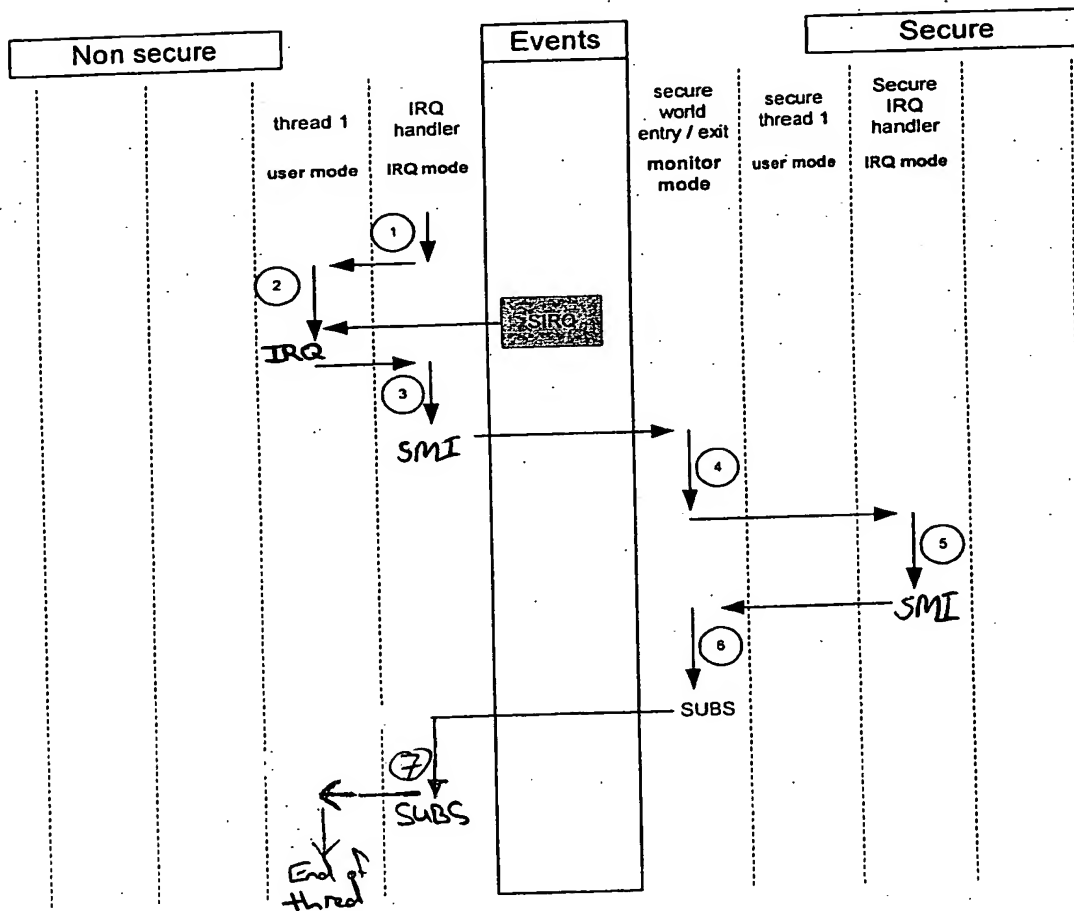 Non secure
Events
Secure
thread 1
user mode
IRQ
handler
IRQ mode
secure
world
entry / exit
monitor
mode
secure
thread 1
user mode
Secure
IRQ
handler
IRQ mode
1
2
SIRQ
IRQ
3
SMI
4
5
SMI
6
SUBS
7
SUBS
End of
thred